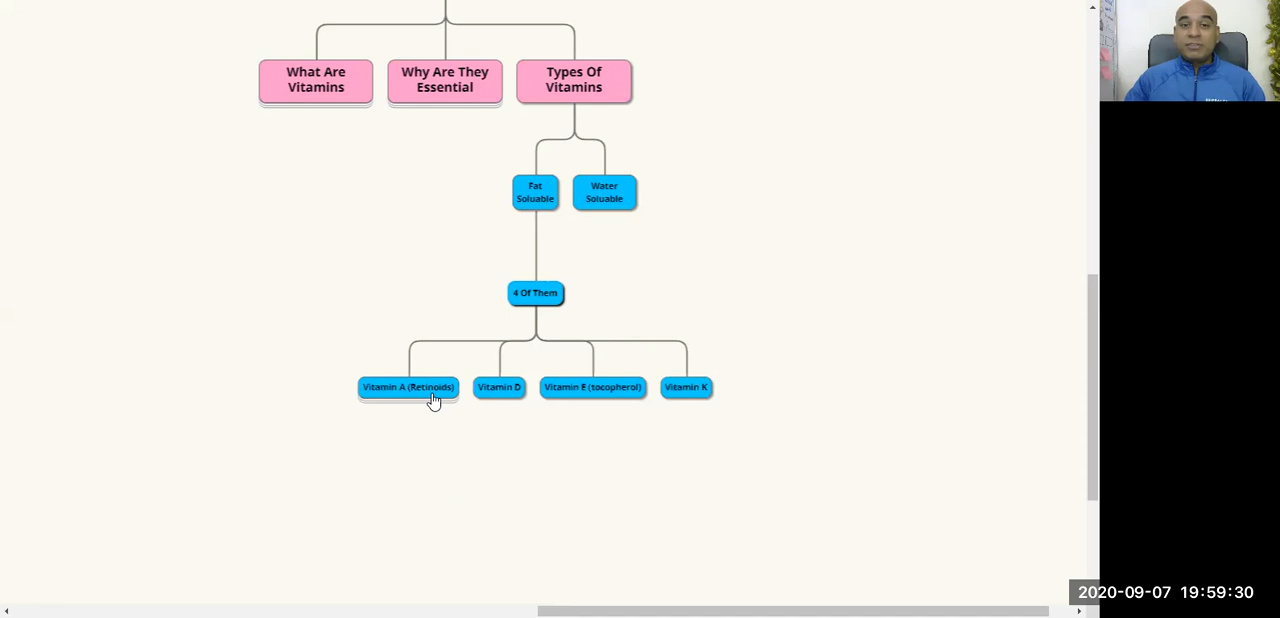 What Are
Vitamins
Why Are They
Essential
Types Of
Vitamins
Fat
Soluable
Water
Soluable
4 Of Them
Vitamin A (Retinoids)
Vitamin D
Vitamin E (tocopherol)
Vitamin K
2020-09-07 19:59:30